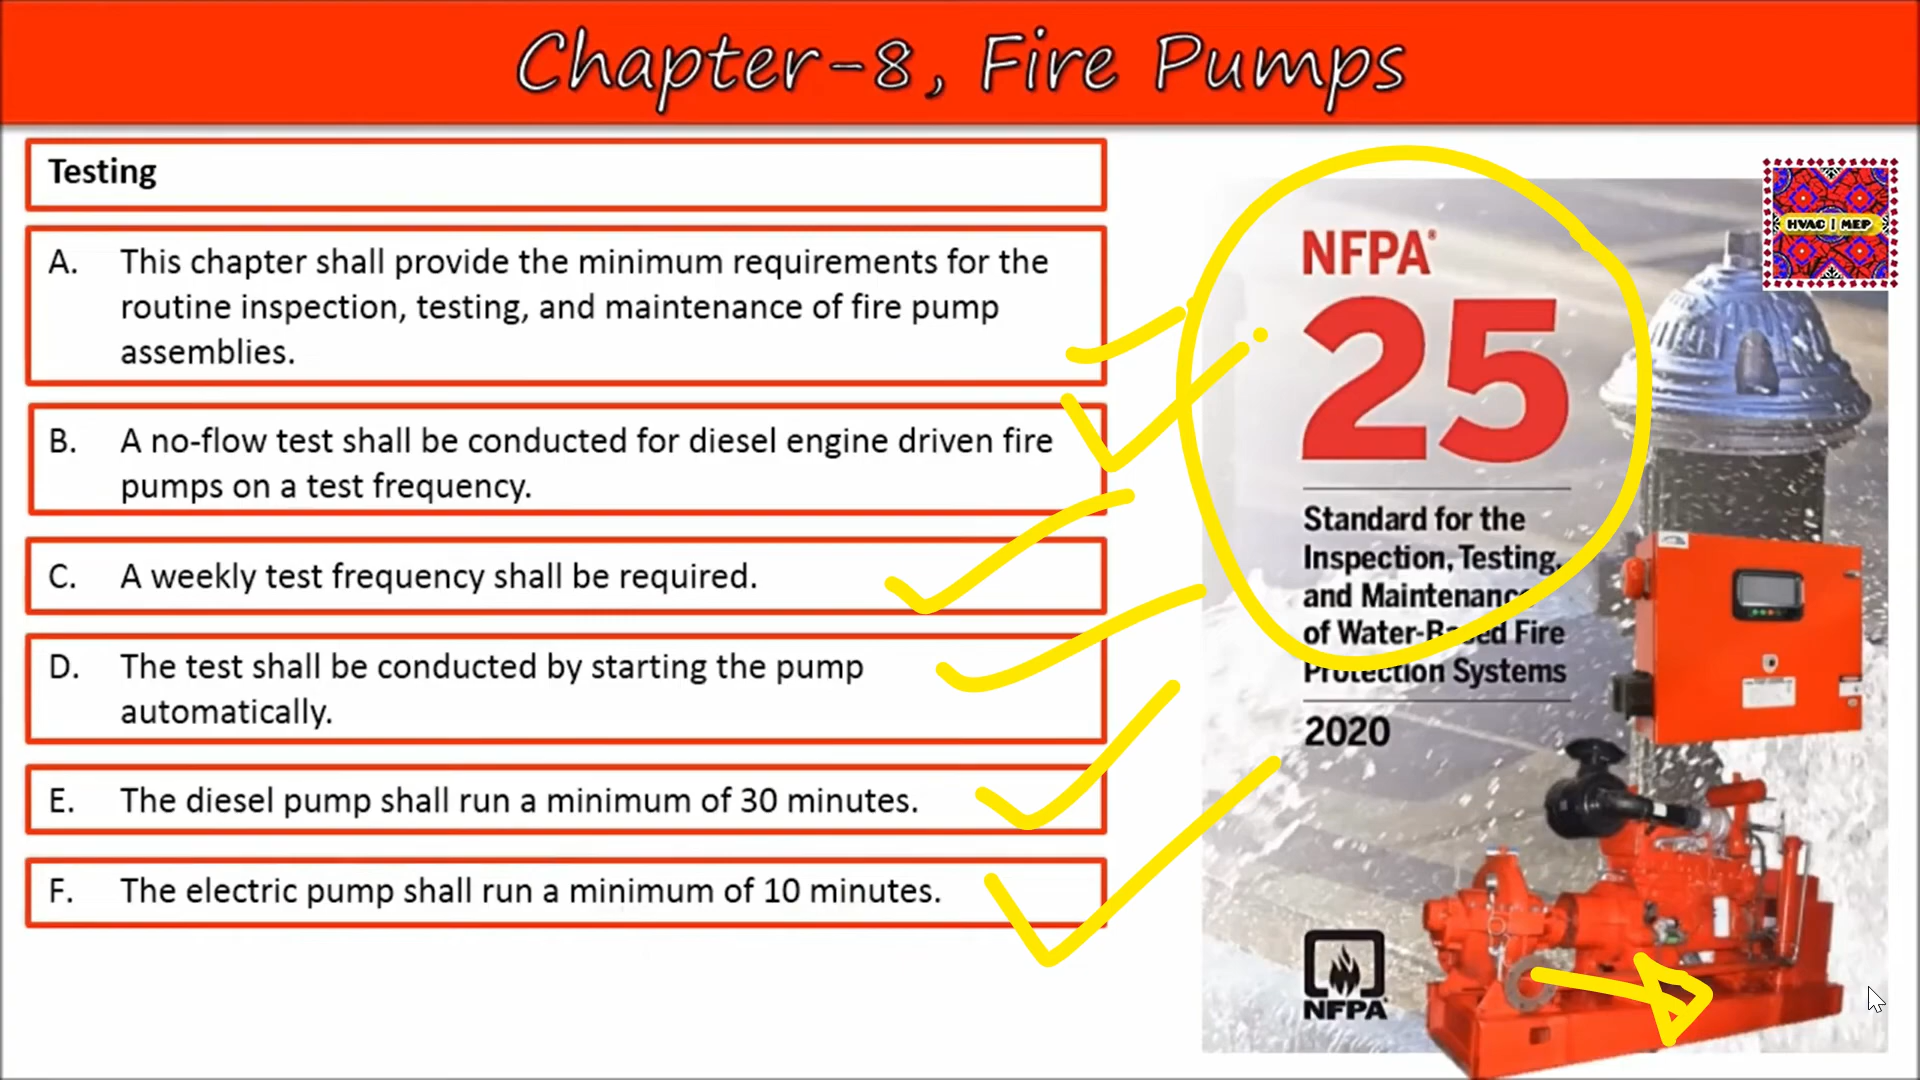 Chapter-8, Fire Pumps
Testing
A. This chapter shall provide the minimum requirements for the
routine inspection, testing, and maintenance of fire pump
assemblies.
B. A no-flow test shall be conducted for diesel engine driven fire
pumps on a test frequency.
C. A weekly test frequency shall be required.
D. The test shall be conducted by starting the pump
automatically.
E. The diesel pump shall run a minimum of 30 minutes.
F. The electric pump shall run a minimum of 10 minutes.
HVAC | MEP
NFPA®
25
Standard for the
Inspection, Testing,
and Maintenance
of Water-Based Fire
Protection Systems
2020
NFPA®